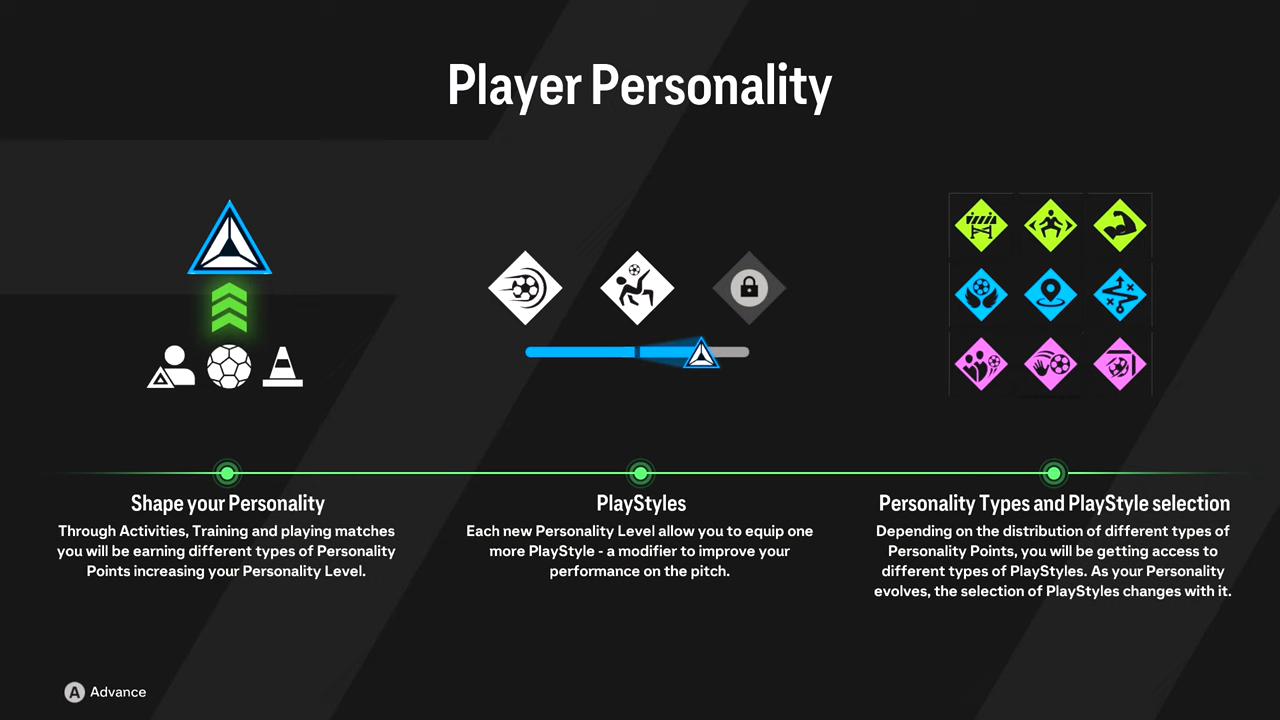 Player Personality
Shape your Personality
Through Activities, Training and playing matches
you will be earning different types of Personality
Points increasing your Personality Level.
PlayStyles
Each new Personality Level allow you to equip one
more PlayStyle - a modifier to improve your
performance on the pitch.
Personality Types and PlayStyle selection
Depending on the distribution of different types of
Personality Points, you will be getting access to
different types of PlayStyles. As your Personality
evolves, the selection of PlayStyles changes with it.
A Advance